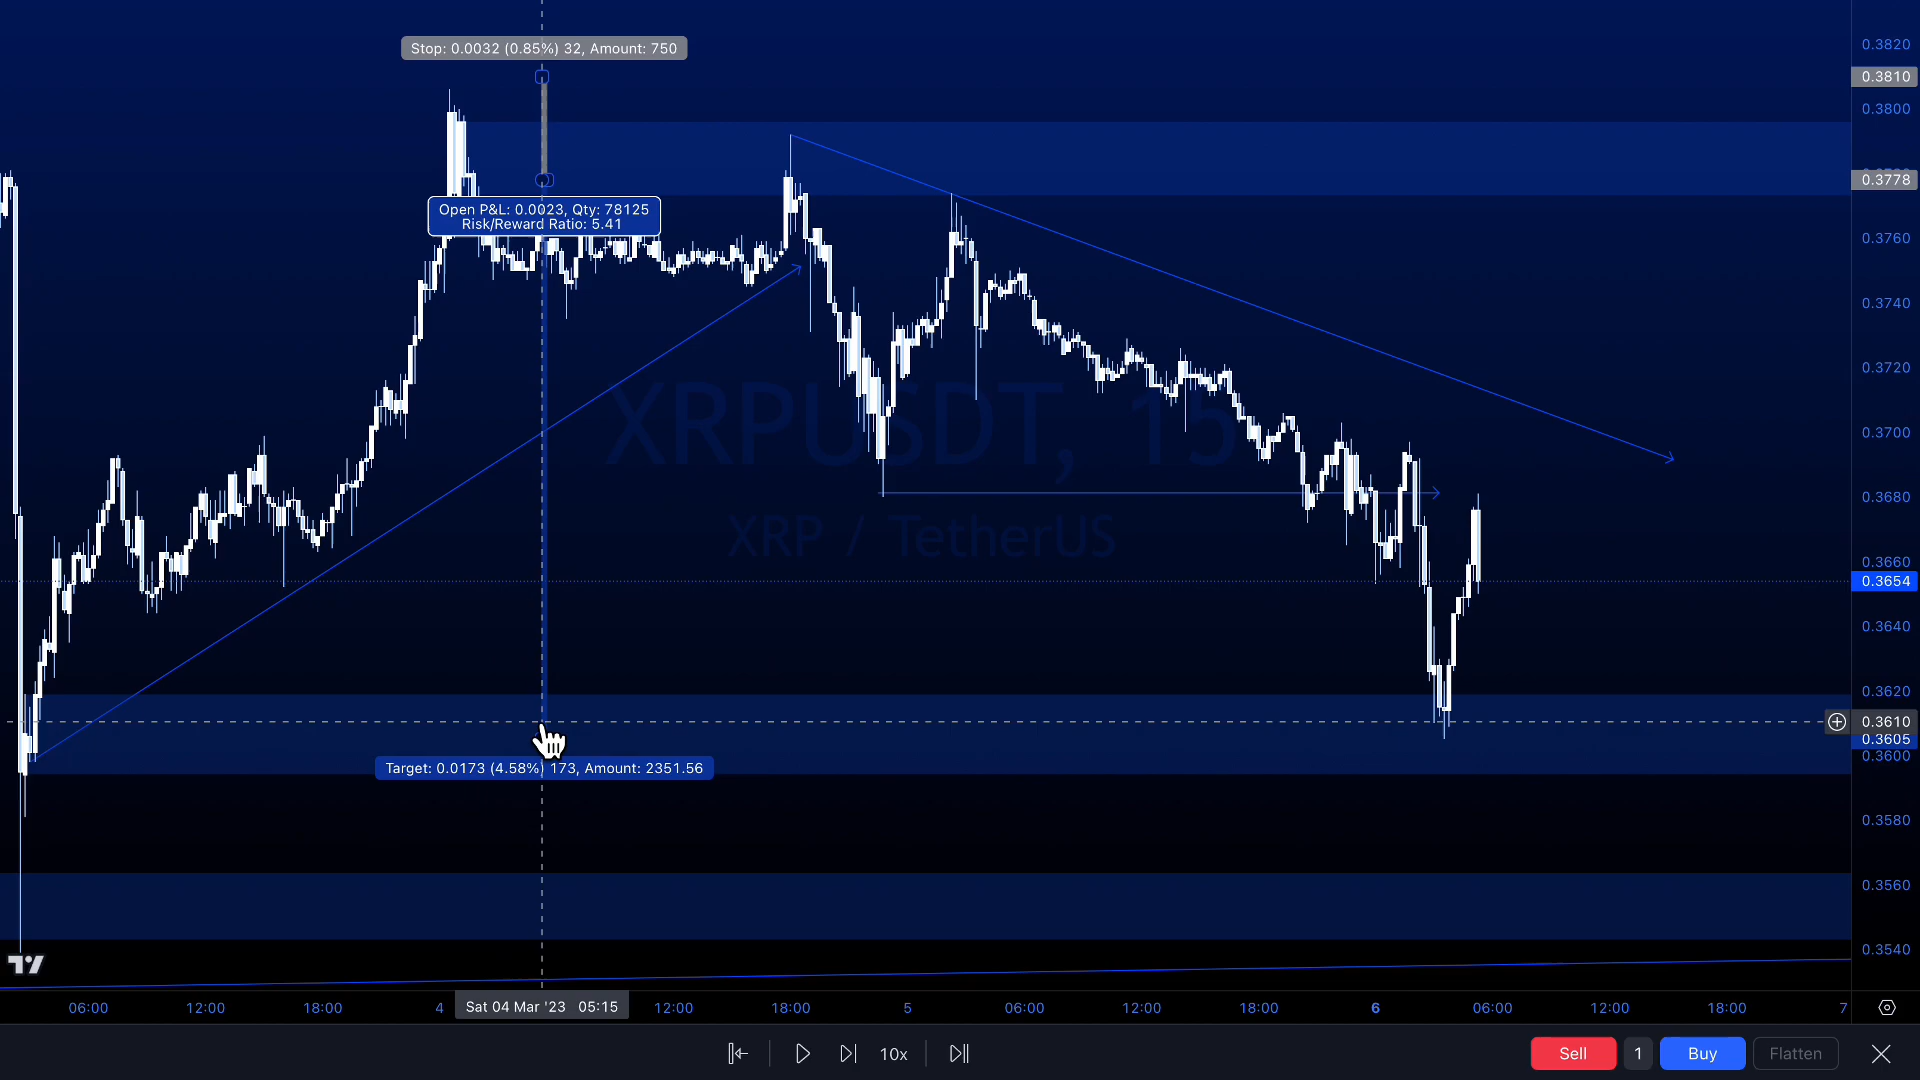 Stop: 0.0032 (0.85%) 32, Amount: 750
Open P&L: 0.0023, Qty: 78125
Risk/Reward Ratio: 5.41
XRPUSDT, 15
XRP / TetherUS
Target: 0.0173 (4.58%) 173, Amount: 2351.56
0.3820
0.3810
0.3800
0.3778
0.3760
0.3740
0.3720
0.3700
0.3680
0.3660
0.3654
0.3640
0.3620
0.3610
0.3605
0.3600
0.3580
0.3560
0.3540
06:00 12:00 18:00 4 Sat 04 Mar '23 05:15 12:00 18:00 5 06:00 12:00 18:00 6 06:00 12:00 18:00 7
10x Sell 1 Buy Flatten